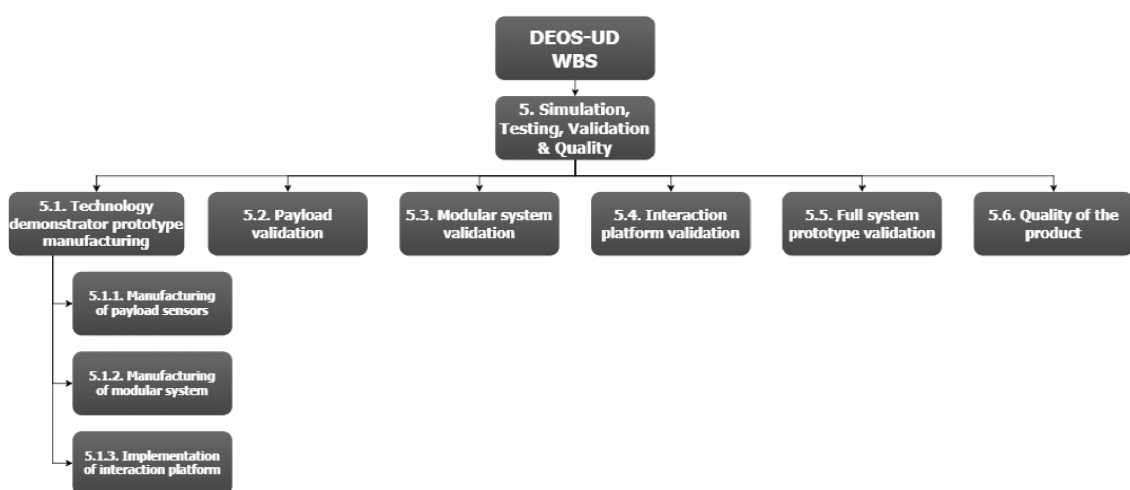 DEOS-UD
WBS
5. Simulation,
Testing, Validation
& Quality
5.1. Technology
demonstrator prototype
manufacturing
5.2. Payload
validation
5.3. Modular system
validation
5.4. Interaction
platform validation
5.5. Full system
prototype validation
5.6. Quality of the
product
5.1.1. Manufacturing
of payload sensors
5.1.2. Manufacturing
of modular system
5.1.3. Implementation
of interaction platform